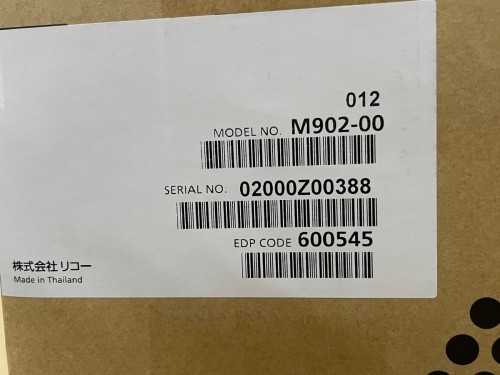 012
MODEL NO. M902-00
SERIAL NO. 02000Z00388
EDP CODE 600545
株式会社 リコー
Made in Thailand